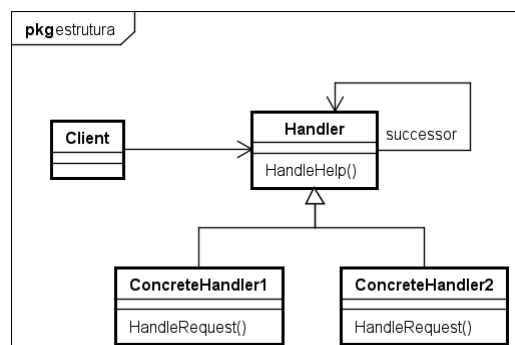 pkg estrutura
Client
Handler
successor
HandleHelp()
ConcreteHandler1
ConcreteHandler2
HandleRequest()
HandleRequest()